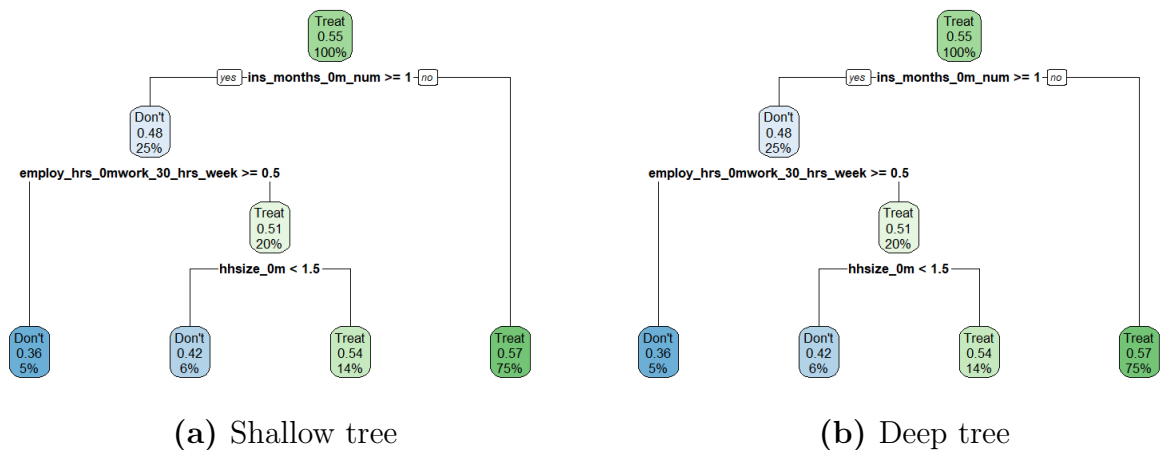 Treat
0.55
100%
yes ins_months_0m_num >= 1 no
Don't
0.48
25%
employ_hrs_0mwork_30_hrs_week >= 0.5
Treat
0.51
20%
hhsize_0m < 1.5
Don't
0.36
5%
Don't
0.42
6%
Treat
0.54
14%
Treat
0.57
75%
(a) Shallow tree
Treat
0.55
100%
yes ins_months_0m_num >= 1 no
Don't
0.48
25%
employ_hrs_0mwork_30_hrs_week >= 0.5
Treat
0.51
20%
hhsize_0m < 1.5
Don't
0.36
5%
Don't
0.42
6%
Treat
0.54
14%
Treat
0.57
75%
(b) Deep tree